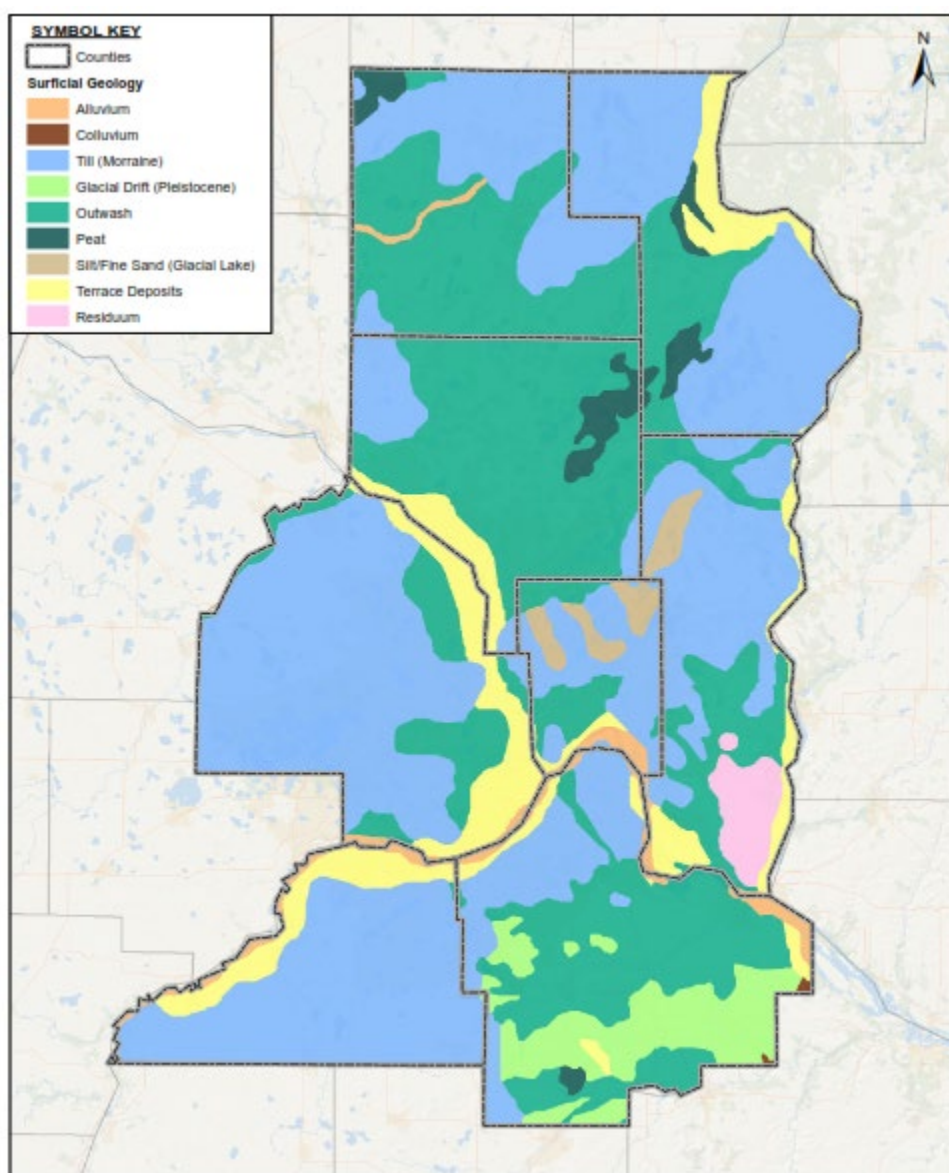 SYMBOL KEY
Counties
Surficial Geology
Alluvium
Colluvium
Till (Morraine)
Glacial Drift (Pleistocene)
Outwash
Peat
Silt/Fine Sand (Glacial Lake)
Terrace Deposits
Residuum
N